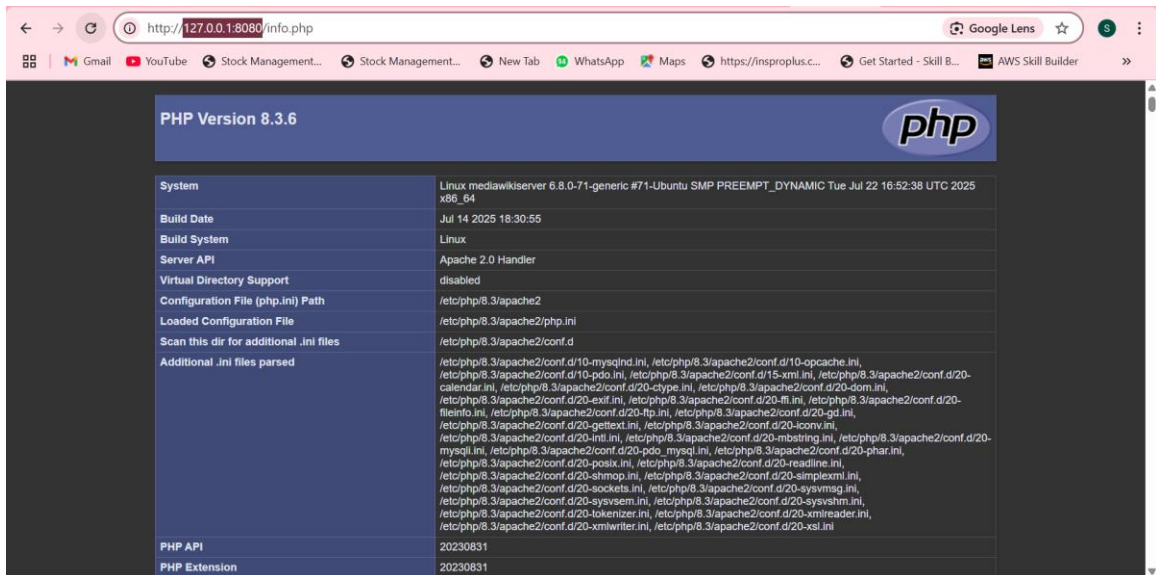 http://127.0.0.1:8080/info.php
Google Lens
S
Gmail
YouTube
Stock Management...
Stock Management...
New Tab
WhatsApp
Maps
https://insproplus.c...
Get Started - Skill B...
aws
AWS Skill Builder
»
PHP Version 8.3.6
php
System
Linux mediawikiserver 6.8.0-71-generic #71-Ubuntu SMP PREEMPT_DYNAMIC Tue Jul 22 16:52:38 UTC 2025
x86_64
Build Date
Jul 14 2025 18:30:55
Build System
Linux
Server API
Apache 2.0 Handler
Virtual Directory Support
disabled
Configuration File (php.ini) Path
/etc/php/8.3/apache2
Loaded Configuration File
/etc/php/8.3/apache2/php.ini
Scan this dir for additional .ini files
/etc/php/8.3/apache2/conf.d
Additional .ini files parsed
/etc/php/8.3/apache2/conf.d/10-mysqlnd.ini, /etc/php/8.3/apache2/conf.d/10-opcache.ini,
/etc/php/8.3/apache2/conf.d/10-pdo.ini, /etc/php/8.3/apache2/conf.d/15-xml.ini, /etc/php/8.3/apache2/conf.d/20-
calendar.ini, /etc/php/8.3/apache2/conf.d/20-ctype.ini, /etc/php/8.3/apache2/conf.d/20-dom.ini,
/etc/php/8.3/apache2/conf.d/20-exif.ini, /etc/php/8.3/apache2/conf.d/20-ffi.ini, /etc/php/8.3/apache2/conf.d/20-
fileinfo.ini, /etc/php/8.3/apache2/conf.d/20-ftp.ini, /etc/php/8.3/apache2/conf.d/20-gd.ini,
/etc/php/8.3/apache2/conf.d/20-gettext.ini, /etc/php/8.3/apache2/conf.d/20-iconv.ini,
/etc/php/8.3/apache2/conf.d/20-intl.ini, /etc/php/8.3/apache2/conf.d/20-mbstring.ini, /etc/php/8.3/apache2/conf.d/20-
mysqli.ini, /etc/php/8.3/apache2/conf.d/20-pdo_mysql.ini, /etc/php/8.3/apache2/conf.d/20-phar.ini,
/etc/php/8.3/apache2/conf.d/20-posix.ini, /etc/php/8.3/apache2/conf.d/20-readline.ini,
/etc/php/8.3/apache2/conf.d/20-shmop.ini, /etc/php/8.3/apache2/conf.d/20-simplexml.ini,
/etc/php/8.3/apache2/conf.d/20-sockets.ini, /etc/php/8.3/apache2/conf.d/20-sysvmsg.ini,
/etc/php/8.3/apache2/conf.d/20-sysvsem.ini, /etc/php/8.3/apache2/conf.d/20-sysvshm.ini,
/etc/php/8.3/apache2/conf.d/20-tokenizer.ini, /etc/php/8.3/apache2/conf.d/20-xmlreader.ini,
/etc/php/8.3/apache2/conf.d/20-xmlwriter.ini, /etc/php/8.3/apache2/conf.d/20-xsl.ini
PHP API
20230831
PHP Extension
20230831